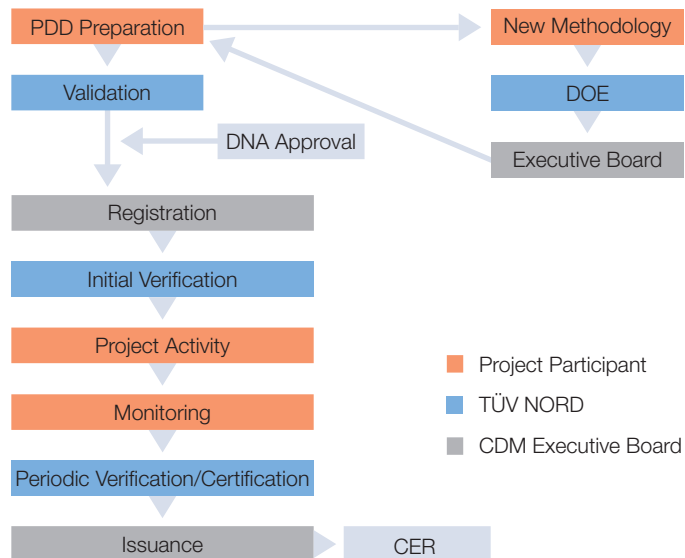 PDD Preparation
New Methodology
Validation
DOE
DNA Approval
Executive Board
Registration
Initial Verification
Project Activity
Monitoring
Periodic Verification/Certification
Issuance
CER
Project Participant
TÜV NORD
CDM Executive Board